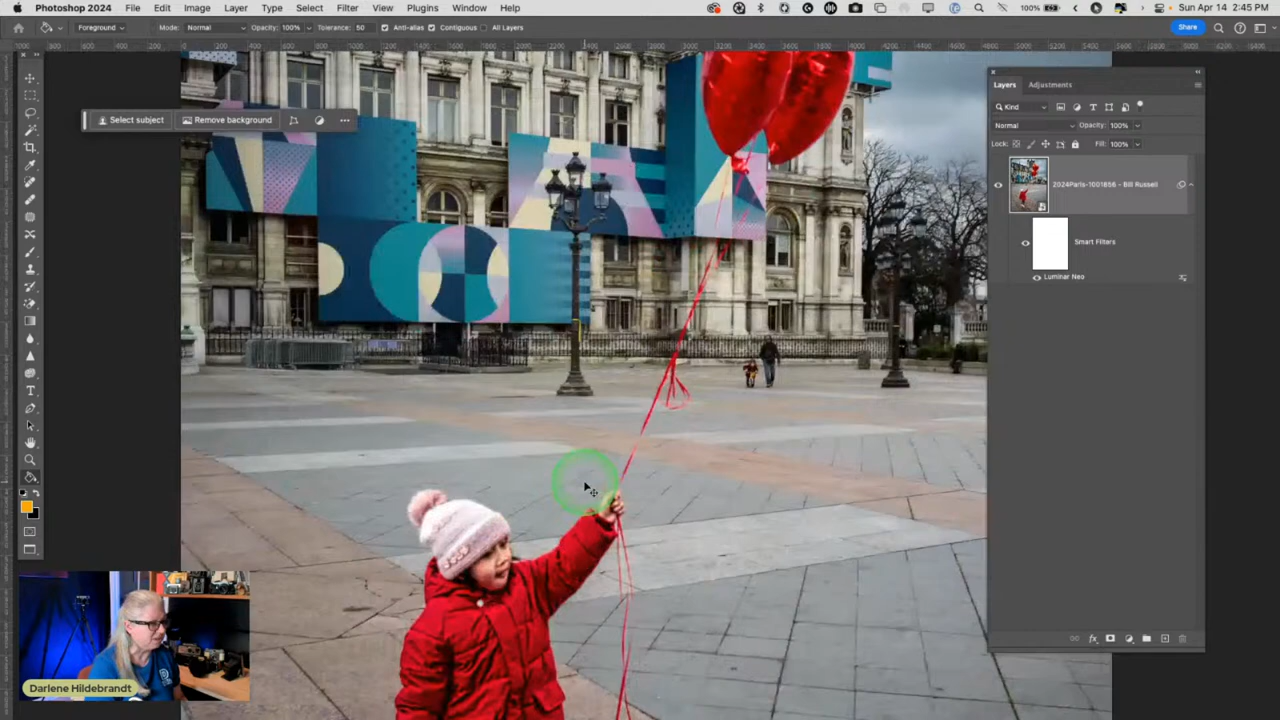 Photoshop 2024 File Edit Image Layer Type Select Filter View Plugins Window Help 100% Sun Apr 14 2:45 PM
Foreground Mode: Normal Opacity: 100% Tolerance: 50 Anti-alias Contiguous All Layers Share
Select subject Remove background
Layers Adjustments
Kind
Normal Opacity: 100%
Lock: Fill: 100%
2024Paris-1001656 - Bill Russell
Smart Filters
Luminar Neo
Darlene Hildebrandt